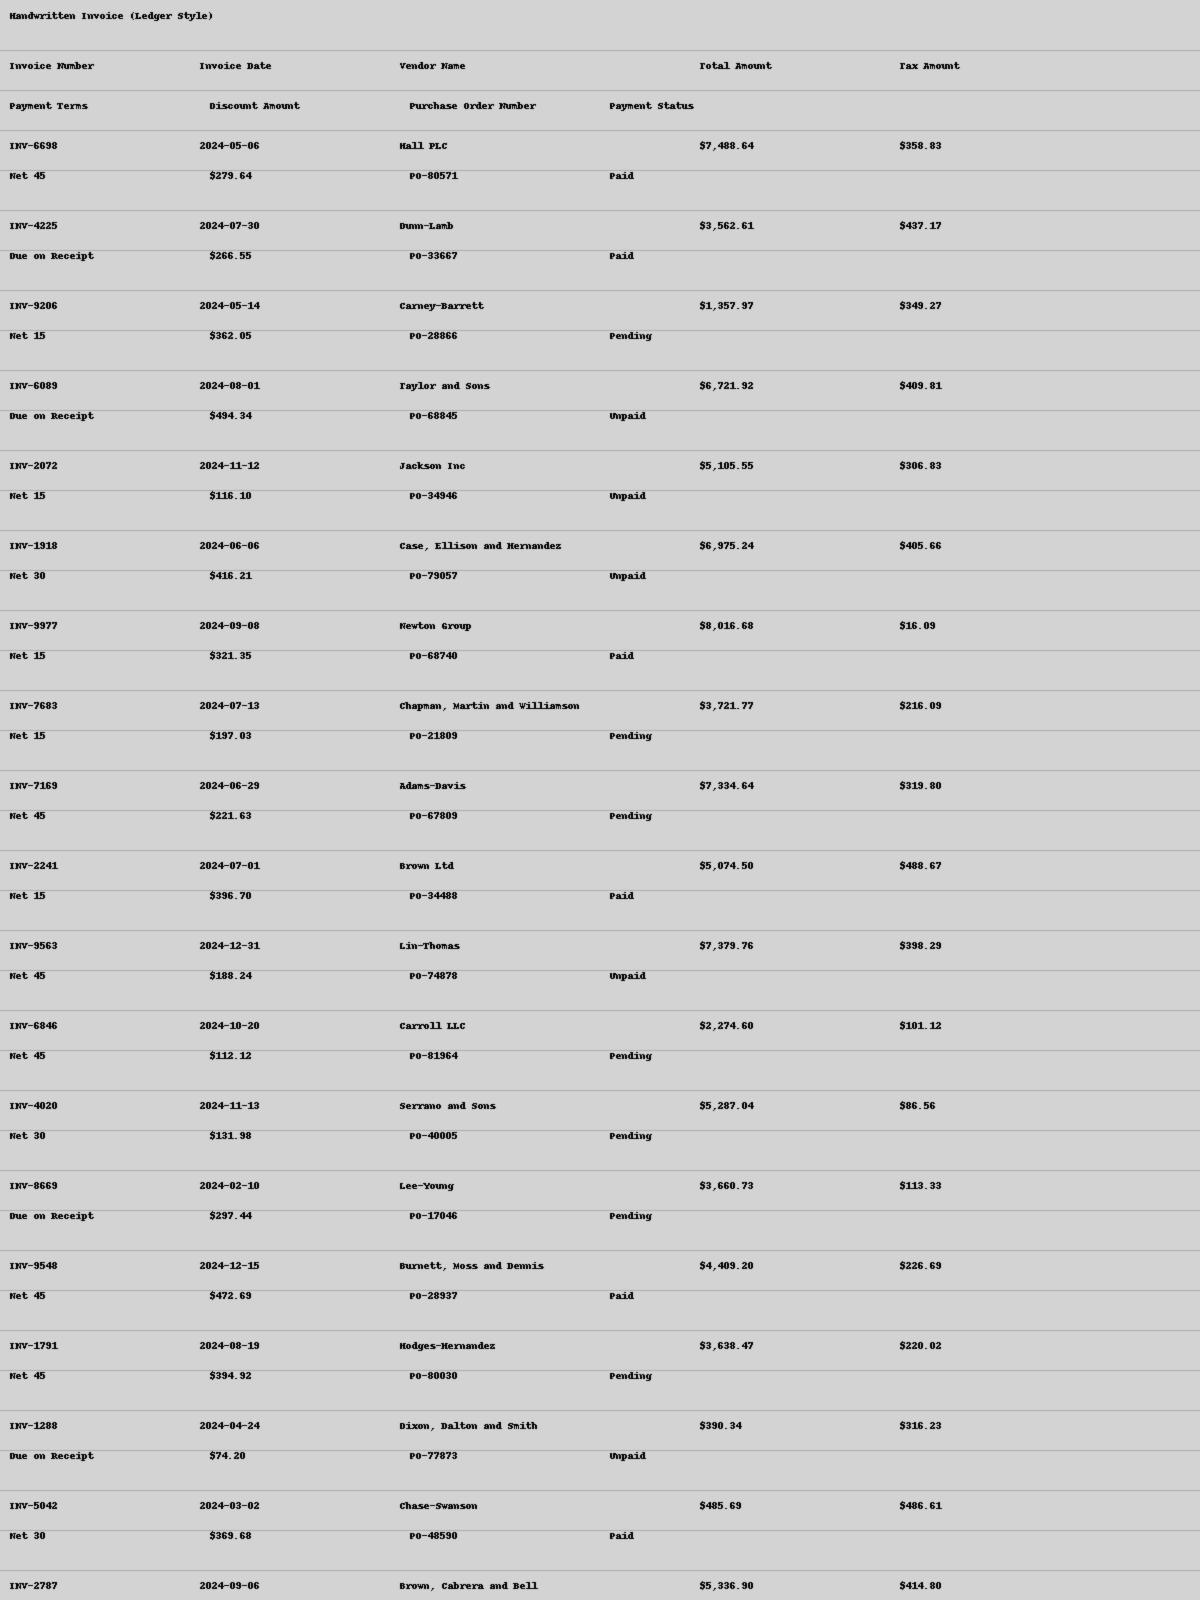 Handwritten Invoice (Ledger Style)
Invoice Number Invoice Date Vendor Name Total Amount Tax Amount
Payment Terms Discount Amount Purchase Order Number Payment Status
INV-6698 2024-05-06 Hall PLC $7,488.64 $358.83
Net 45 $279.64 PO-80571 Paid
INV-4225 2024-07-30 Dunn-Lamb $3,562.61 $437.17
Due on Receipt $266.55 PO-33667 Paid
INV-9206 2024-05-14 Carney-Barrett $1,357.97 $349.27
Net 15 $362.05 PO-28866 Pending
INV-6089 2024-08-01 Taylor and Sons $6,721.92 $409.81
Due on Receipt $494.34 PO-68845 Unpaid
INV-2072 2024-11-12 Jackson Inc $5,105.55 $306.83
Net 15 $116.10 PO-34946 Unpaid
INV-1918 2024-06-06 Case, Ellison and Hernandez $6,975.24 $405.66
Net 30 $416.21 PO-79057 Unpaid
INV-9977 2024-09-08 Newton Group $8,016.68 $16.09
Net 15 $321.35 PO-68740 Paid
INV-7683 2024-07-13 Chapman, Martin and Williamson $3,721.77 $216.09
Net 15 $197.03 PO-21809 Pending
INV-7169 2024-06-29 Adams-Davis $7,334.64 $319.80
Net 45 $221.63 PO-67809 Pending
INV-2241 2024-07-01 Brown Ltd $5,074.50 $488.67
Net 15 $396.70 PO-34488 Paid
INV-9563 2024-12-31 Lin-Thomas $7,379.76 $398.29
Net 45 $188.24 PO-74878 Unpaid
INV-6846 2024-10-20 Carroll LLC $2,274.60 $101.12
Net 45 $112.12 PO-81964 Pending
INV-4020 2024-11-13 Serrano and Sons $5,287.04 $86.56
Net 30 $131.98 PO-40005 Pending
INV-8669 2024-02-10 Lee-Young $3,660.73 $113.33
Due on Receipt $297.44 PO-17046 Pending
INV-9548 2024-12-15 Burnett, Moss and Dennis $4,409.20 $226.69
Net 45 $472.69 PO-28937 Paid
INV-1791 2024-08-19 Hodges-Hernandez $3,638.47 $220.02
Net 45 $394.92 PO-80030 Pending
INV-1288 2024-04-24 Dixon, Dalton and Smith $390.34 $316.23
Due on Receipt $74.20 PO-77873 Unpaid
INV-5042 2024-03-02 Chase-Swanson $485.69 $486.61
Net 30 $369.68 PO-48590 Paid
INV-2787 2024-09-06 Brown, Cabrera and Bell $5,336.90 $414.80